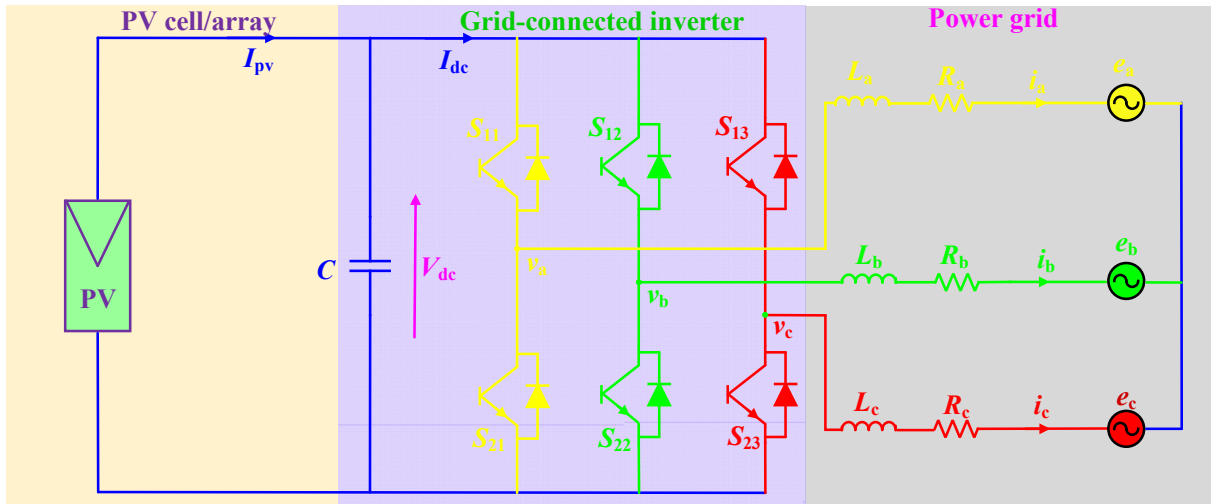 PV cell/array
Grid-connected inverter
Power grid
Ipv
Idc
La
Ra
ia
ea
S11
S12
S13
PV
C
Vdc
va
vb
vc
Lb
Rb
ib
eb
S21
S22
S23
Lc
Rc
ic
ec